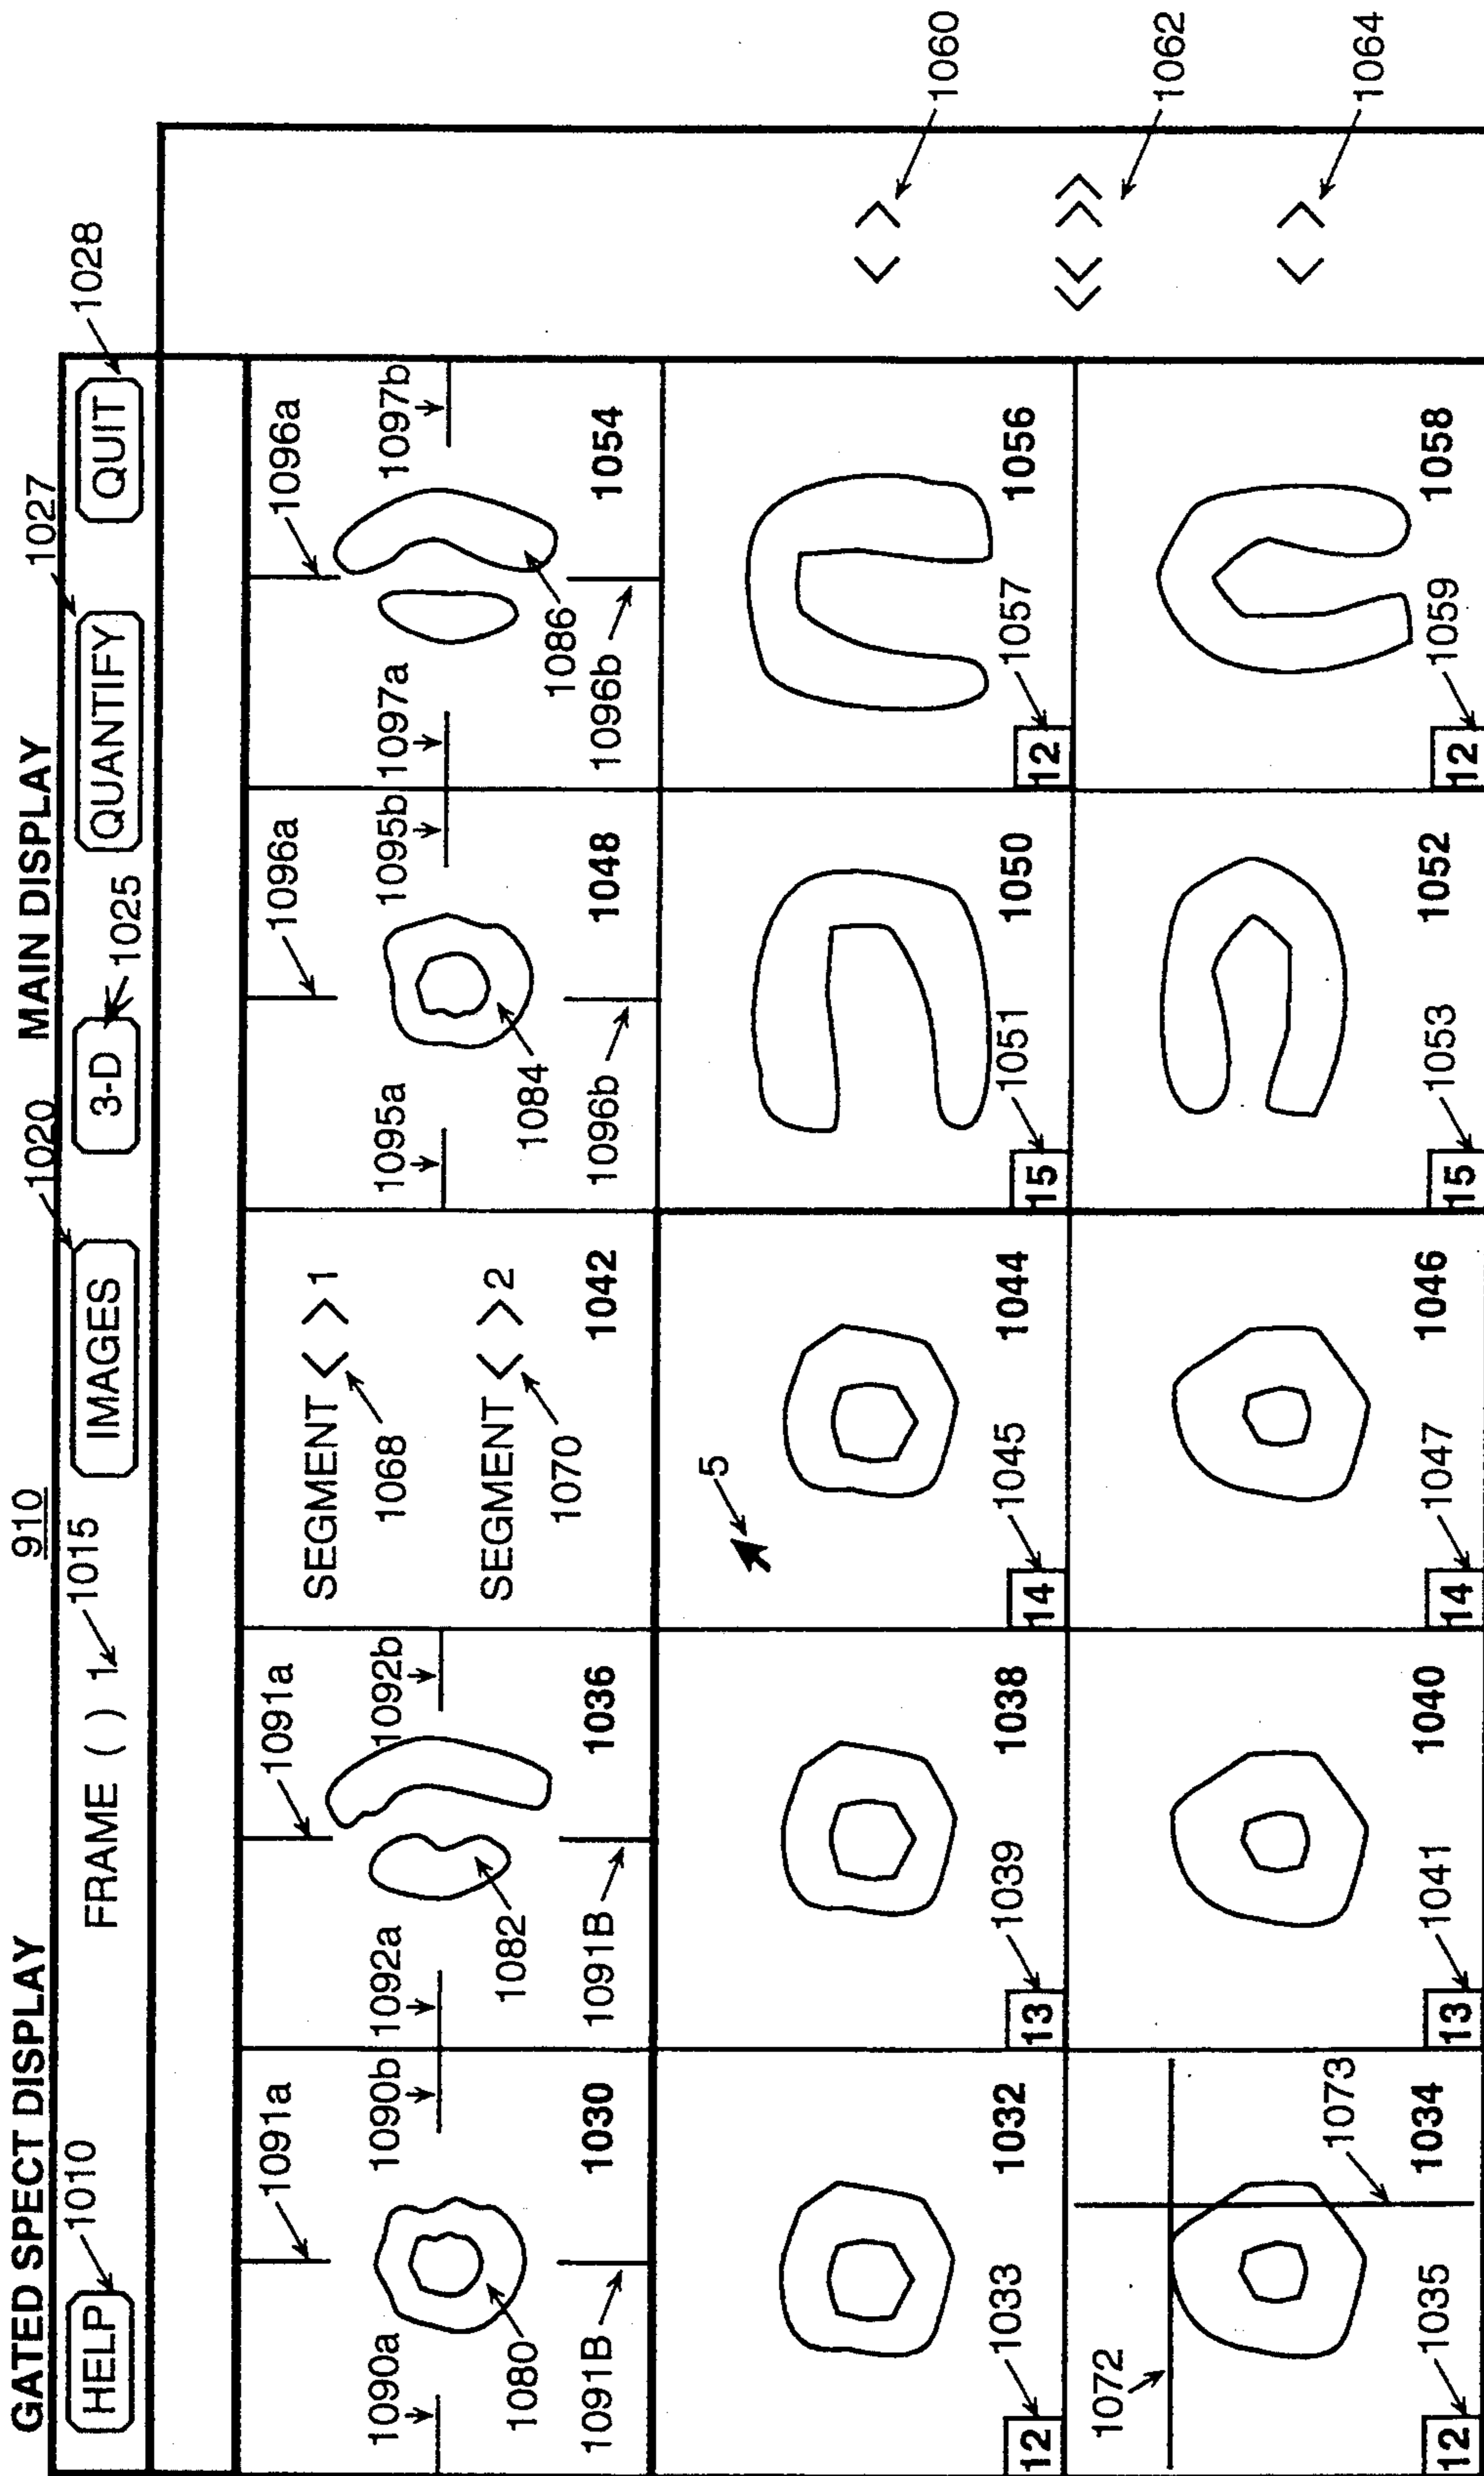 GATED SPECT DISPLAY 910 MAIN DISPLAY
1010 1015 1020 1025 1027 1028
HELP FRAME ( ) 1 IMAGES 3-D QUANTIFY QUIT
1091a 1091a SEGMENT < > 1 1096a 1096a
1068
1090a 1090b 1092a 1092b 1095a 1095b 1097a 1097b
SEGMENT < > 2
1080 1082 1070 1084 1086
1091B 1030 1091B 1036 1042 1096b 1048 1096b 1054
5
12 1033 1032 13 1039 1038 14 1045 1044 15 1051 1050 12 1057 1056
< > 1060
<< >> 1062
< > 1064
1072 1073
12 1035 1034 13 1041 1040 14 1047 1046 15 1053 1052 12 1059 1058